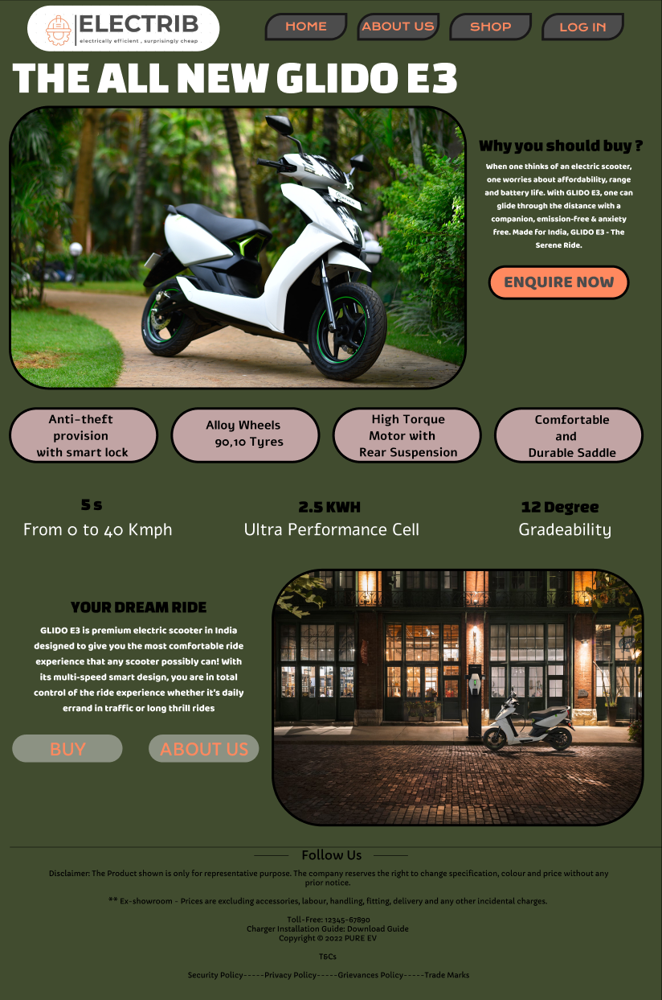 ELECTRIB
electrically efficient , surprisingly cheap
HOME
ABOUT US
SHOP
LOG IN
THE ALL NEW GLIDO E3
Why you should buy ?
When one thinks of an electric scooter,
one worries about affordability, range
and battery life. With GLIDO E3, one can
glide through the distance with a
companion, emission-free & anxiety
free. Made for India, GLIDO E3 - The
Serene Ride.
ENQUIRE NOW
Anti-theft
provision
with smart lock
Alloy Wheels
90,10 Tyres
High Torque
Motor with
Rear Suspension
Comfortable
and
Durable Saddle
5 s
From 0 to 40 Kmph
2.5 KWH
Ultra Performance Cell
12 Degree
Gradeability
YOUR DREAM RIDE
GLIDO E3 is premium electric scooter in India
designed to give you the most comfortable ride
experience that any scooter possibly can! With
its multi-speed smart design, you are in total
control of the ride experience whether it's daily
errand in traffic or long thrill rides
BUY
ABOUT US
Follow Us
Disclaimer: The Product shown is only for representative purpose. The company reserves the right to change specification, colour and price without any
prior notice.
** Ex-showroom - Prices are excluding accessories, labour, handling, fitting, delivery and any other incidental charges.
Toll-Free: 12345-67890
Charger Installation Guide: Download Guide
Copyright © 2022 PURE EV
T&Cs
Security Policy-----Privacy Policy-----Grievances Policy-----Trade Marks